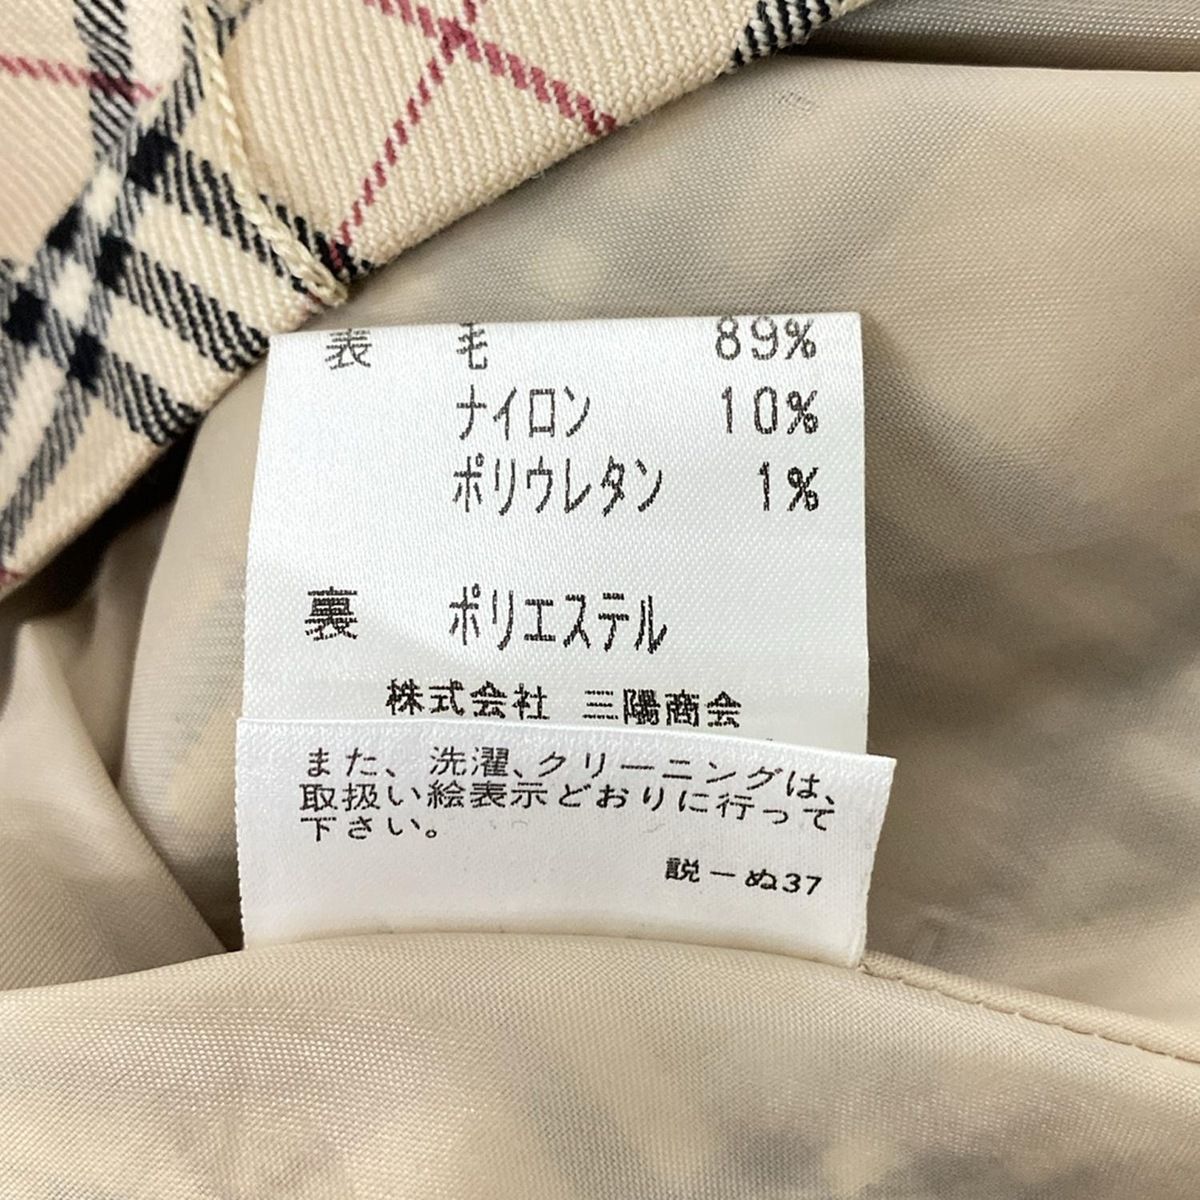 表 毛 89%
ナイロン 10%
ポリウレタン 1%
裏 ポリエステル
株式会社 三陽商会
また、洗濯、クリーニングは、
取扱い絵表示どおりに行って
下さい。
説ーぬ37